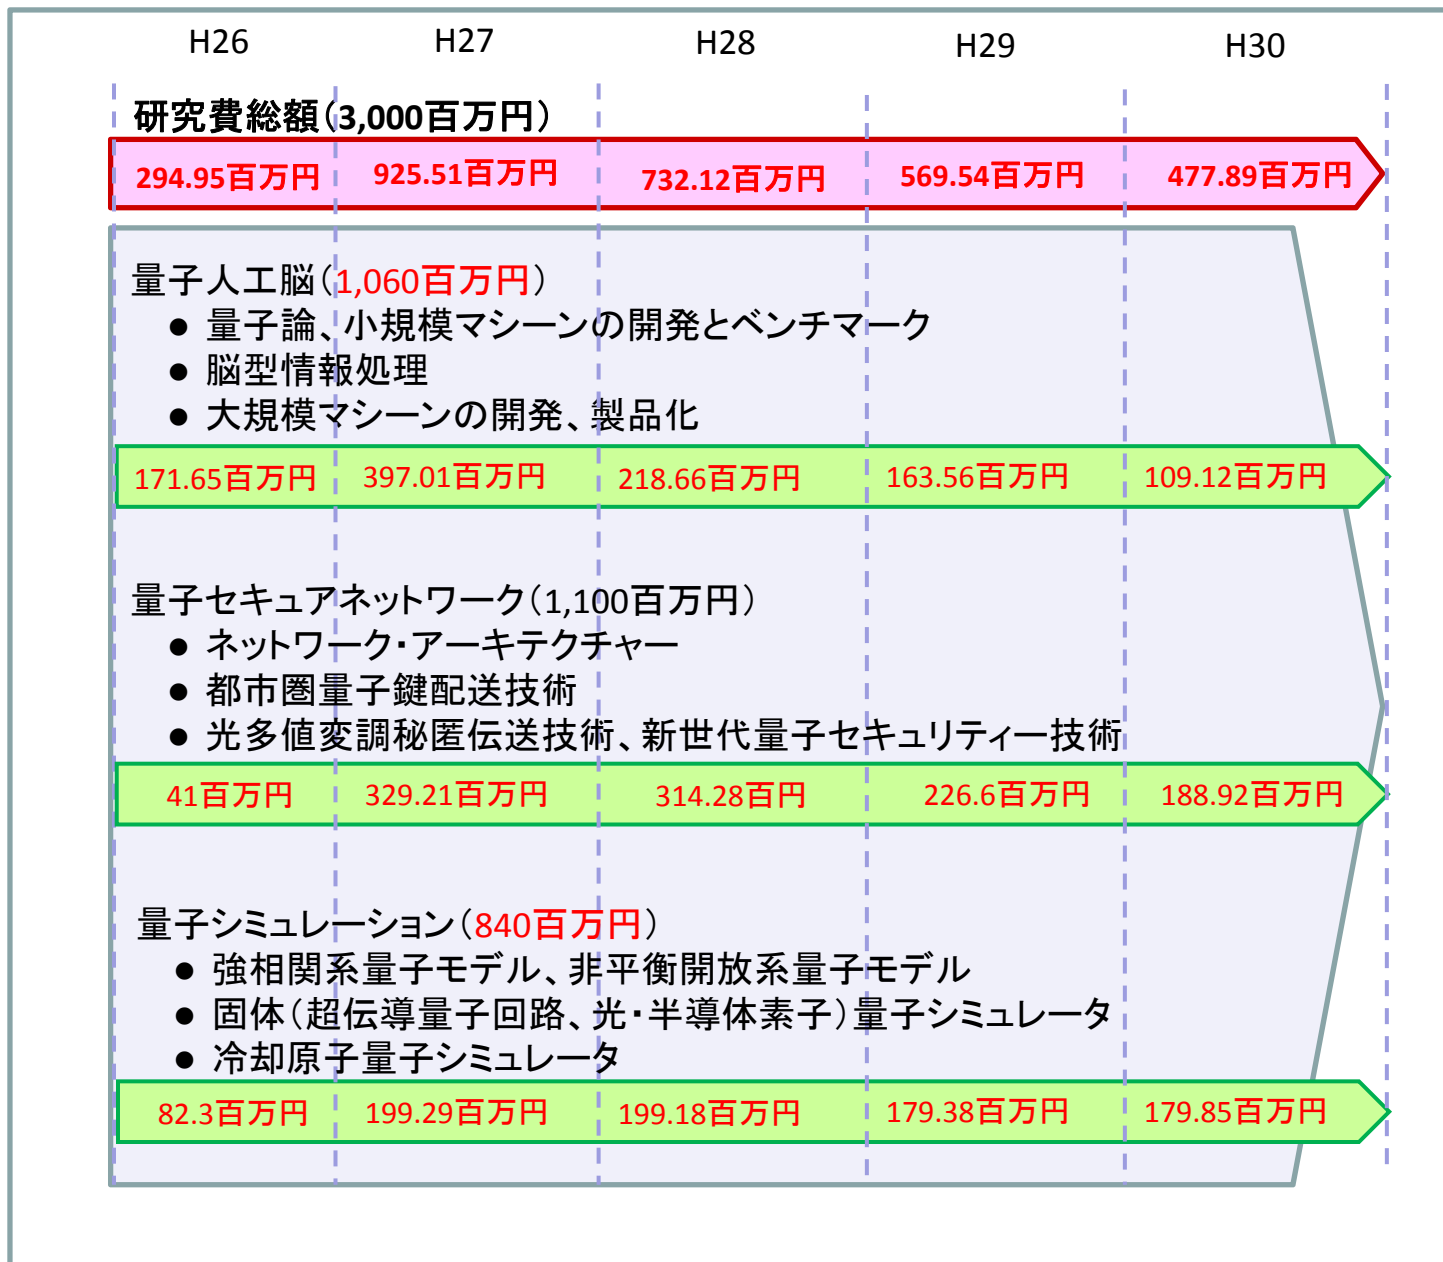 H26 H27 H28 H29 H30
研究費総額(3,000百万円)
294.95百万円 925.51百万円 732.12百万円 569.54百万円 477.89百万円
量子人工脳(1,060百万円)
● 量子論、小規模マシーンの開発とベンチマーク
● 脳型情報処理
● 大規模マシーンの開発、製品化
171.65百万円 397.01百万円 218.66百万円 163.56百万円 109.12百万円
量子セキュアネットワーク(1,100百万円)
● ネットワーク・アーキテクチャー
● 都市圏量子鍵配送技術
● 光多値変調秘匿伝送技術、新世代量子セキュリティー技術
41百万円 329.21百万円 314.28百円 226.6百万円 188.92百万円
量子シミュレーション(840百万円)
● 強相関系量子モデル、非平衡開放系量子モデル
● 固体(超伝導量子回路、光・半導体素子)量子シミュレータ
● 冷却原子量子シミュレータ
82.3百万円 199.29百万円 199.18百万円 179.38百万円 179.85百万円